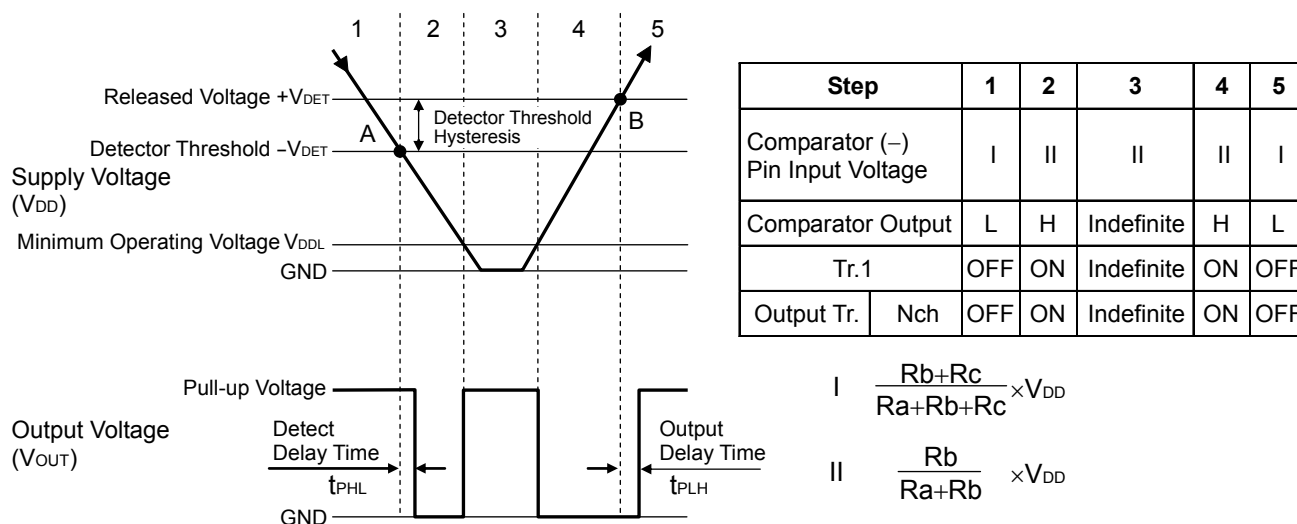 1 2 3 4 5
Released Voltage +VDET
A
B
Detector Threshold
Hysteresis
Detector Threshold −VDET
Supply Voltage
(VDD)
Minimum Operating Voltage VDDL
GND
Pull-up Voltage
Output Voltage
(VOUT)
Detect
Delay Time
tPHL
Output
Delay Time
tPLH
GND
Step 1 2 3 4 5
Comparator (−)
Pin Input Voltage
I II II II I
Comparator Output L H Indefinite H L
Tr.1 OFF ON Indefinite ON OFF
Output Tr. Nch OFF ON Indefinite ON OFF
I Rb+Rc
Ra+Rb+Rc ×VDD
II Rb
Ra+Rb ×VDD